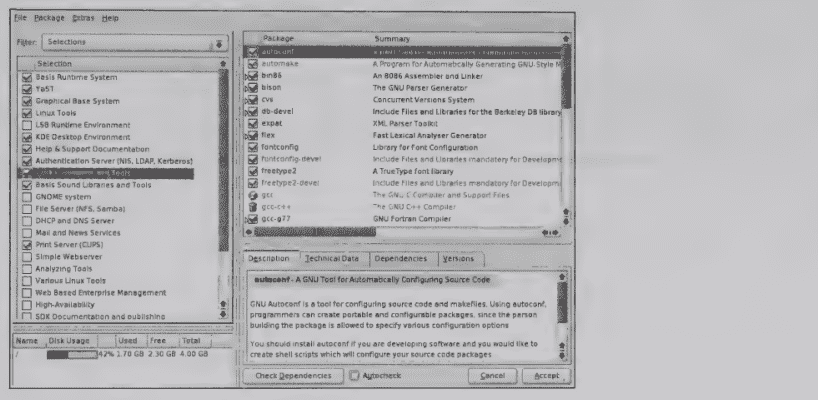 File Package Extras Help
Filter: Selections
Selection
Basis Runtime System
YaST
Graphical Base System
Linux Tools
LSB Runtime Environment
KDE Desktop Environment
Help & Support Documentation
Authentication Server (NIS, LDAP, Kerberos)
and Tools
Basis Sound Libraries and Tools
GNOME system
File Server (NFS, Samba)
DHCP and DNS Server
Mail and News Services
Print Server (CUPS)
Simple Webserver
Analyzing Tools
Various Linux Tools
Web Based Enterprise Management
High-Availability
SDK Documentation and publishing
Name Disk Usage Used Free Total
/ 42% 1.70 GB 2.30 GB 4.00 GB
Package Summary
autoconf
automake A Program for Automatically Generating GNU-Style M
bin86 An 8086 Assembler and Linker
bison The GNU Parser Generator
cvs Concurrent Versions System
db-devel Include Files and Libraries for the Berkeley DB library
expat XML Parser Toolkit
flex Fast Lexical Analyser Generator
fontconfig Library for Font Configuration
fontconfig-devel Include Files and Libraries mandatory for Developm
freetype2 A TrueType font library
freetype2-devel Include Files and Libraries mandatory for Developm
gcc The GNU C Compiler and Support Files
gcc-c++ The GNU C++ Compiler
gcc-g77 GNU Fortran Compiler
Description Technical Data Dependencies Versions
autoconf - A GNU Tool for Automatically Configuring Source Code
GNU Autoconf is a tool for configuring source code and makefiles. Using autoconf,
programmers can create portable and configurable packages, since the person
building the package is allowed to specify various configuration options
You should install autoconf if you are developing software and you would like to
create shell scripts which will configure your source code packages
Check Dependencies Autocheck Cancel Accept